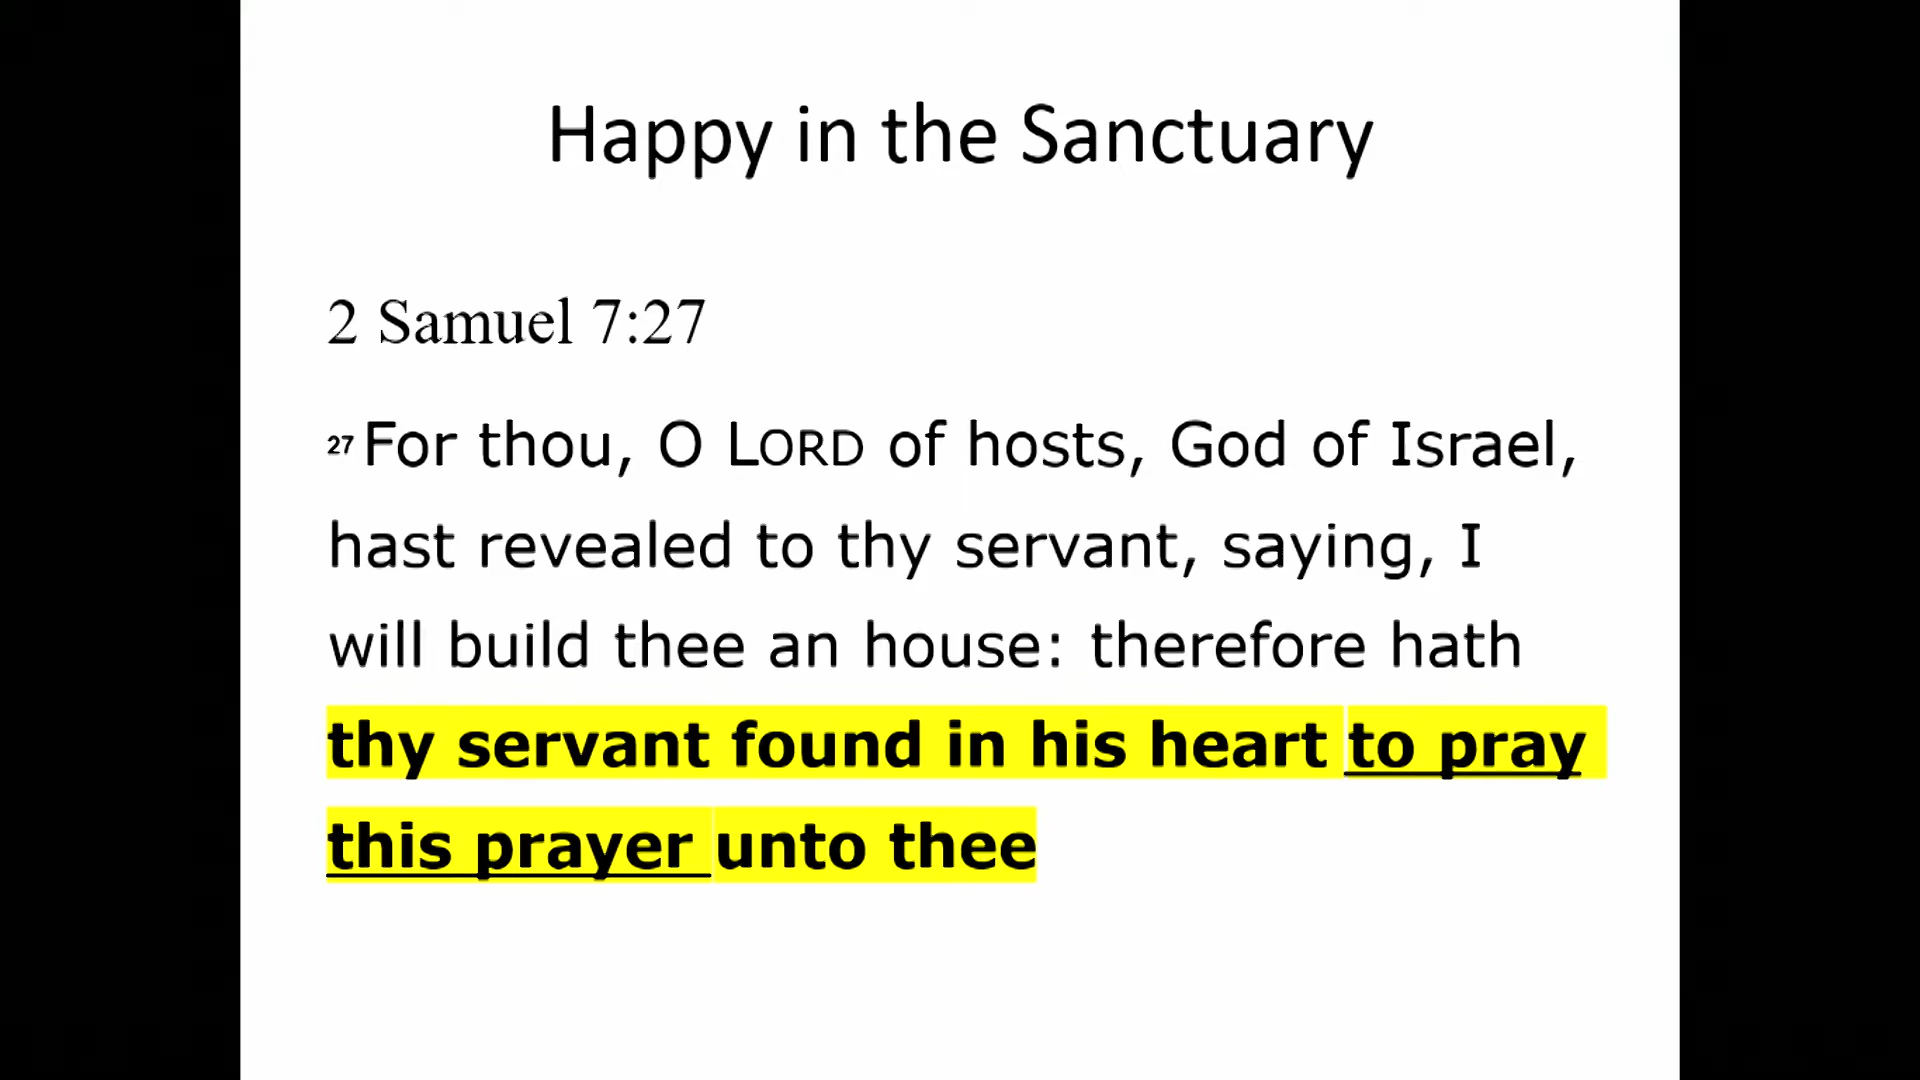 Happy in the Sanctuary
2 Samuel 7:27
27 For thou, O LORD of hosts, God of Israel,
hast revealed to thy servant, saying, I
will build thee an house: therefore hath
thy servant found in his heart to pray
this prayer unto thee